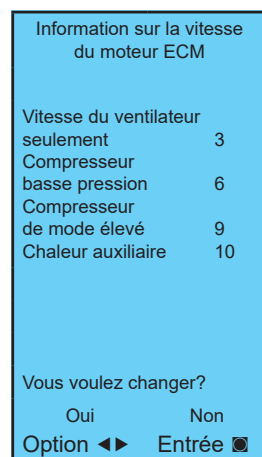 Information sur la vitesse
du moteur ECM
Vitesse du ventilateur
seulement 3
Compresseur
basse pression 6
Compresseur
de mode élevé 9
Chaleur auxiliaire 10
Vous voulez changer?
Oui Non
Option ◄► Entrée ◙